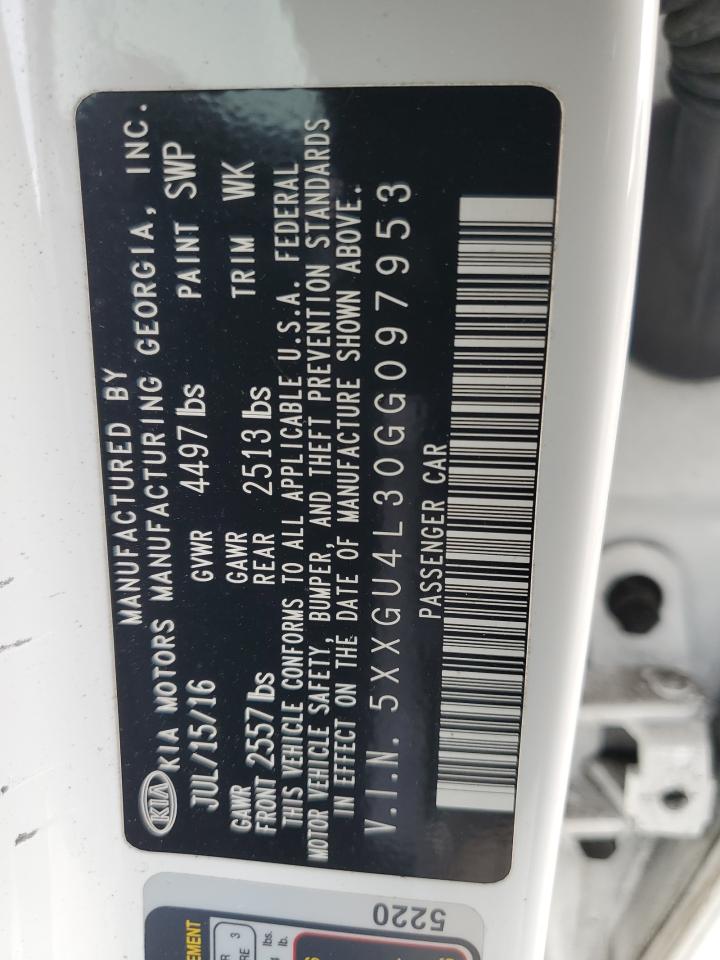 MANUFACTURED BY
KIA KIA MOTORS MANUFACTURING GEORGIA, INC.
JUL/15/16 GVWR 4497 lbs PAINT SWP
GAWR GAWR
FRONT 2557 lbs REAR 2513 lbs TRIM WK
THIS VEHICLE CONFORMS TO ALL APPLICABLE U.S.A. FEDERAL
MOTOR VEHICLE SAFETY, BUMPER, AND THEFT PREVENTION STANDARDS
IN EFFECT ON THE DATE OF MANUFACTURE SHOWN ABOVE.
V.I.N. 5XXGU4L30GG097953
PASSENGER CAR
5220